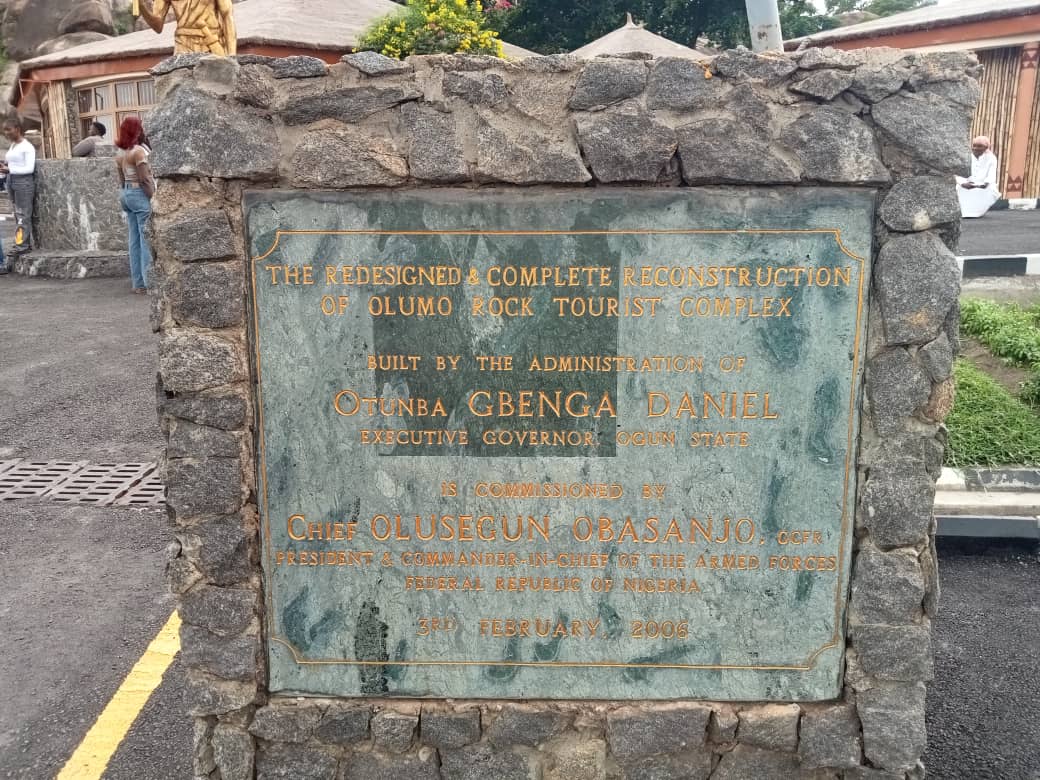 THE REDESIGNED & COMPLETE RECONSTRUCTION
OF OLUMO ROCK TOURIST COMPLEX
BUILT BY THE ADMINISTRATION OF
OTUNBA GBENGA DANIEL
EXECUTIVE GOVERNOR, OGUN STATE
IS COMMISSIONED BY
CHIEF OLUSEGUN OBASANJO, GCFR
PRESIDENT & COMMANDER-IN-CHIEF OF THE ARMED FORCES
FEDERAL REPUBLIC OF NIGERIA
3RD FEBRUARY, 2006